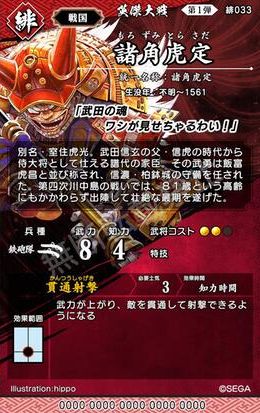 緋
戦国
英傑大戦
第1弾
緋033
もろ ずみ とら さだ
諸角虎定
統一名称：諸角虎定
生没年：不明～1561
「武田の魂
ワシが見せちゃるわい！」
別名、室住虎光。武田信玄の父・信虎の時代から
侍大将として仕える譜代の家臣。その武勇は飯富
虎昌と並び称され、信濃・柏鉢城の守備を任され
た。第四次川中島の戦いでは、81歳という高齢
にもかかわらず出陣して壮絶な最期を遂げた。
兵種
武力
知力
武将コスト
鉄砲隊
8
4
特技
かんつうしゃげき
貫通射撃
必要士気
3
効果時間
知力時間
効果範囲
武力が上がり、敵を貫通して射撃できるよ
うになる
Illustration:hippo
©SEGA
0000-0000-0000-0000-0000